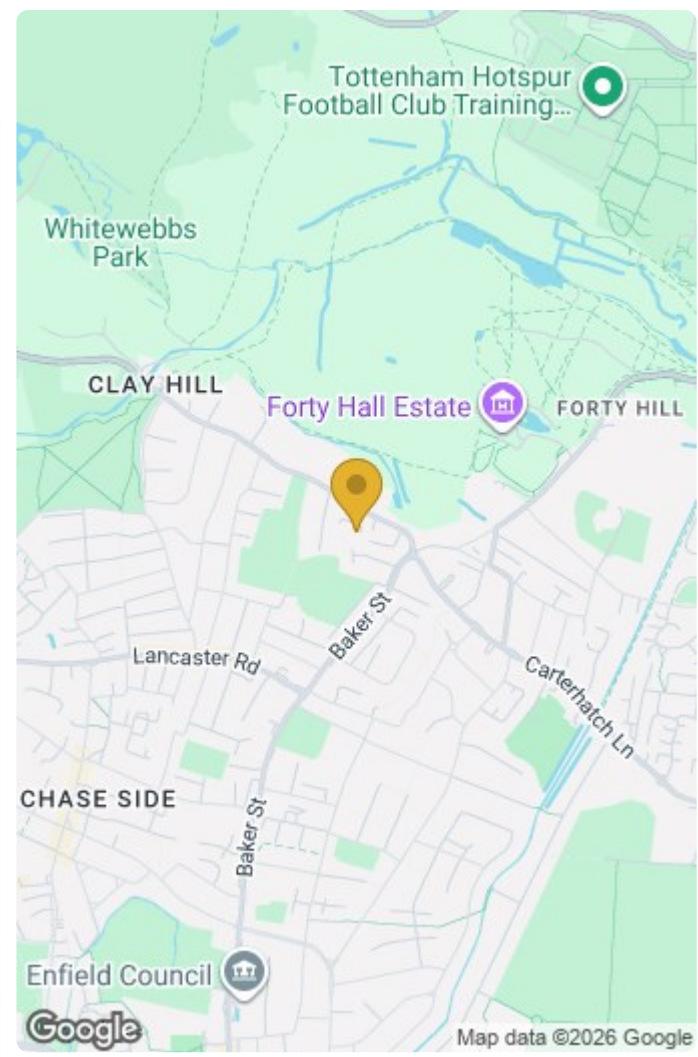 Tottenham Hotspur
Football Club Training...
Whitewebbs
Park
CLAY HILL
Forty Hall Estate
FORTY HILL
Baker St
Lancaster Rd
Carterhatch Ln
CHASE SIDE
Baker St
Enfield Council
Google
Map data ©2026 Google